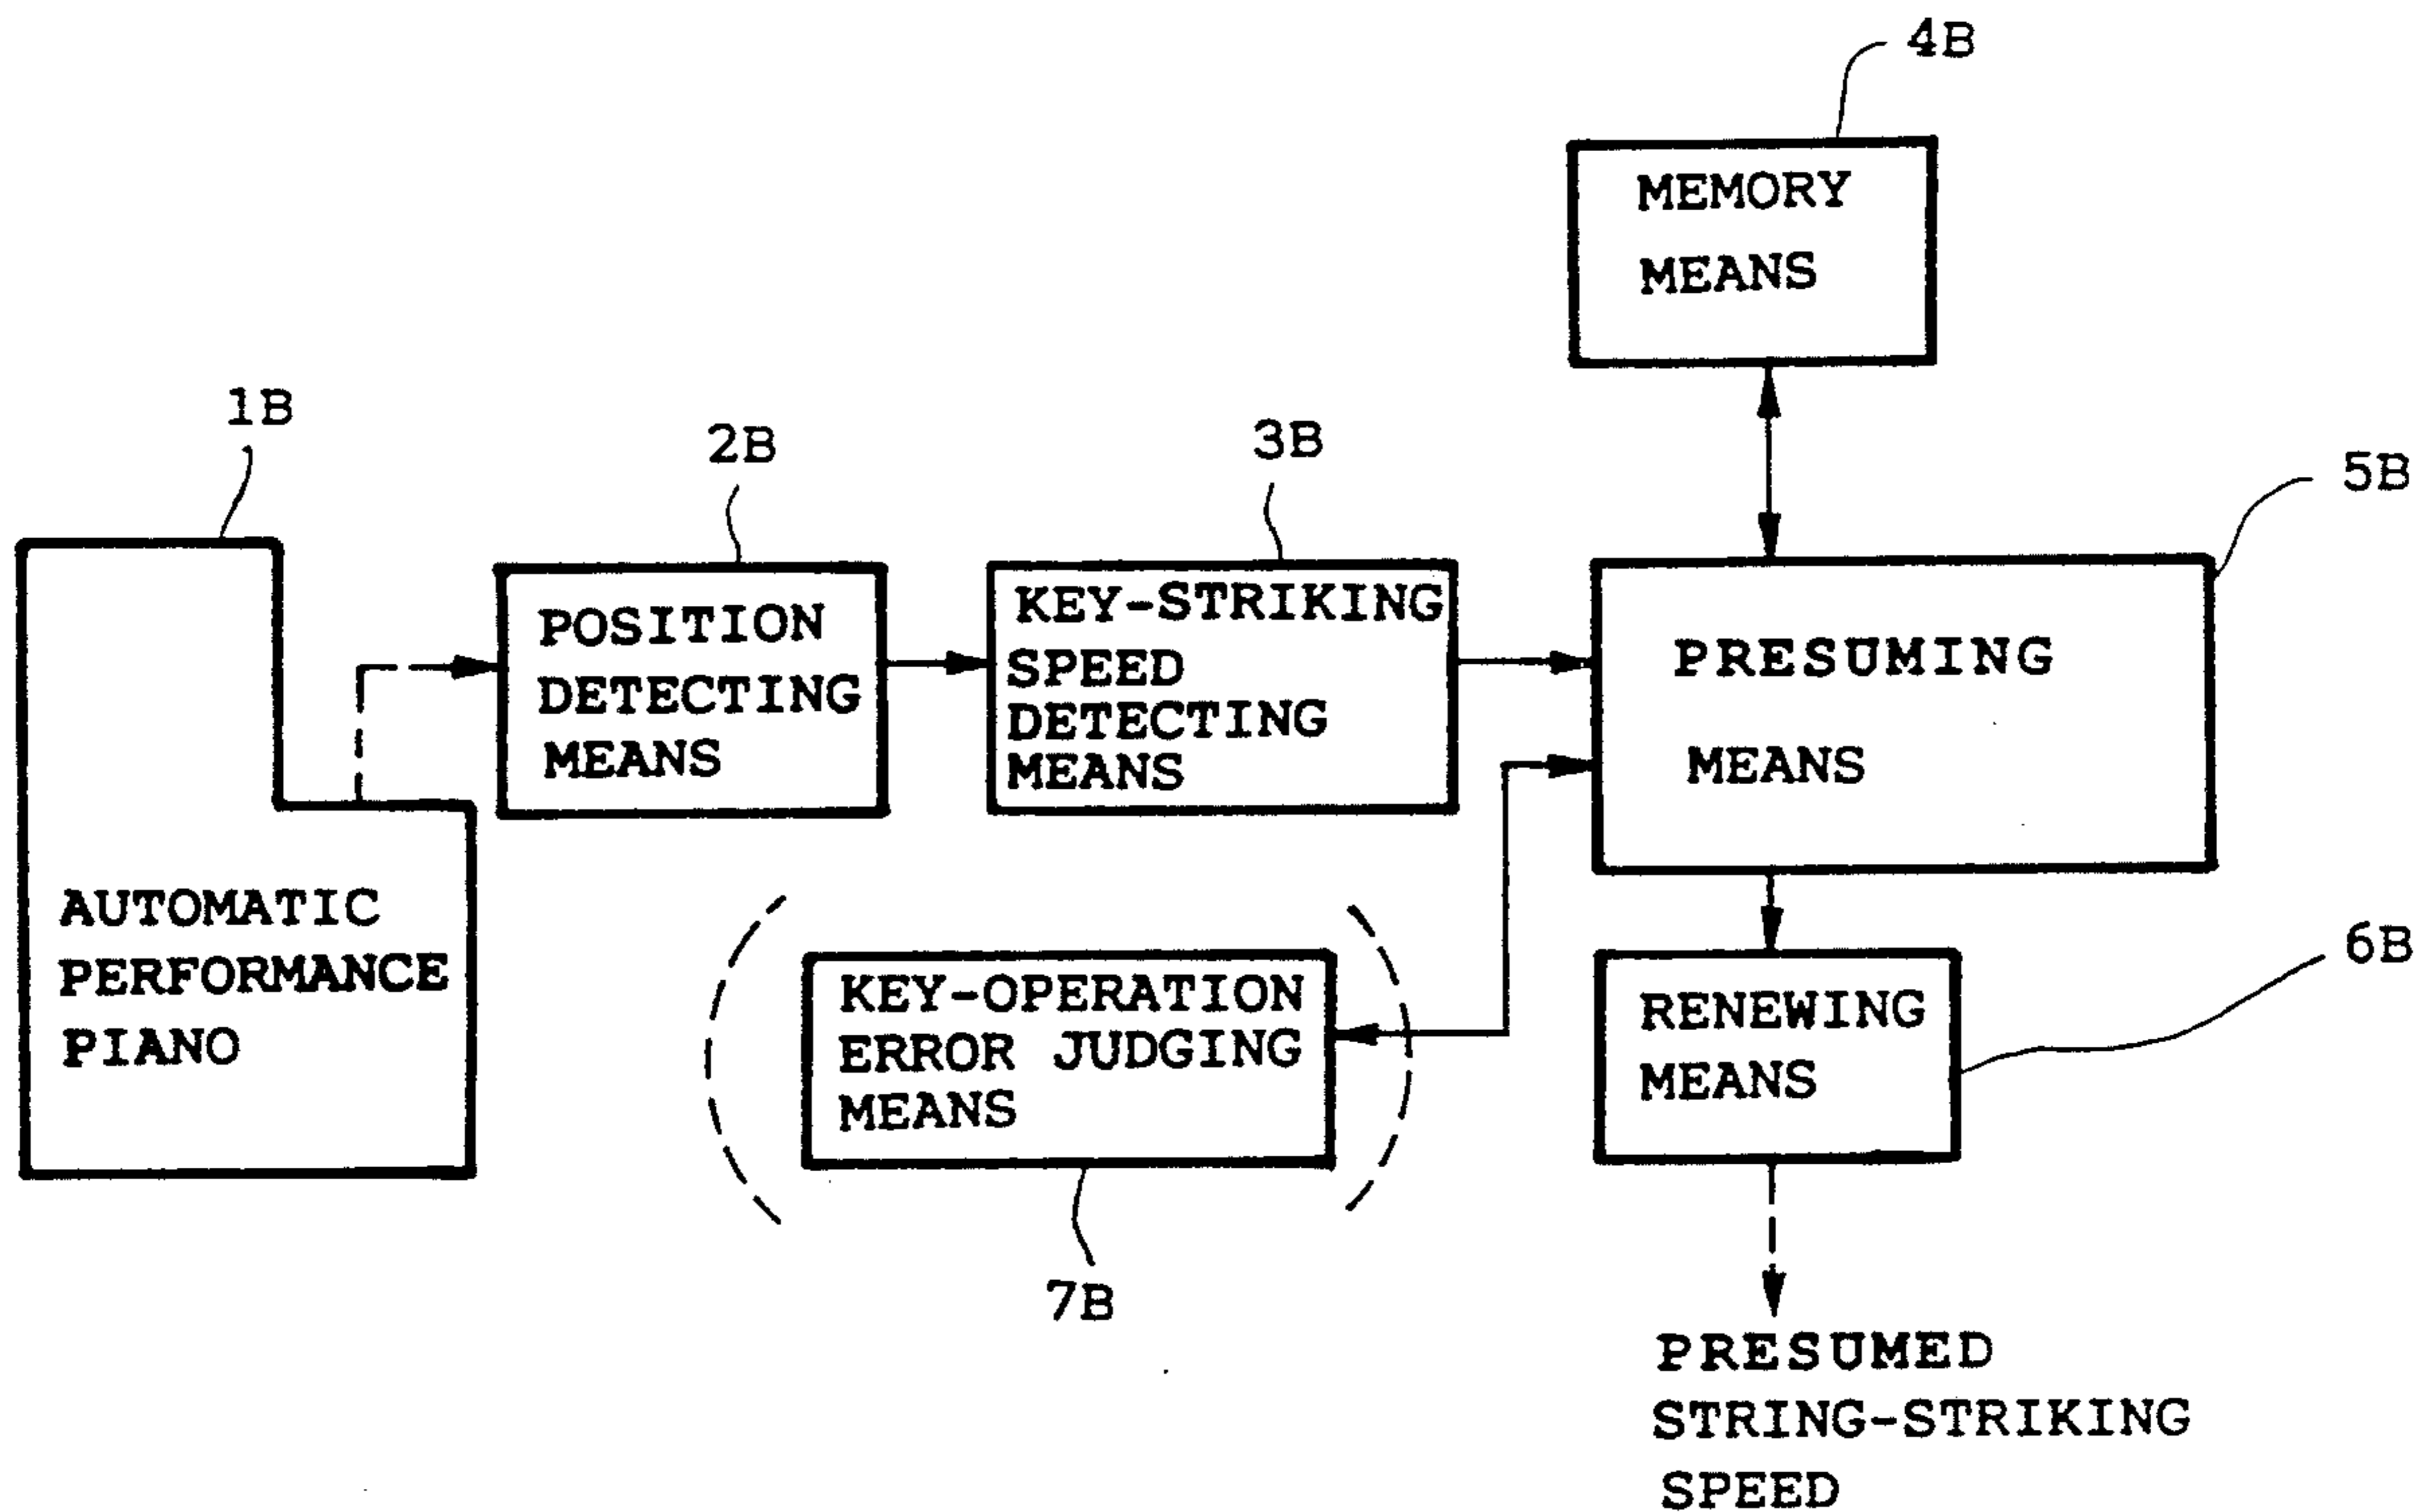 4B
MEMORY
MEANS
1B
2B
3B
5B
POSITION
DETECTING
MEANS
KEY-STRIKING
SPEED
DETECTING
MEANS
PRESUMING
MEANS
AUTOMATIC
PERFORMANCE
PIANO
KEY-OPERATION
ERROR JUDGING
MEANS
7B
RENEWING
MEANS
6B
PRESUMED
STRING-STRIKING
SPEED